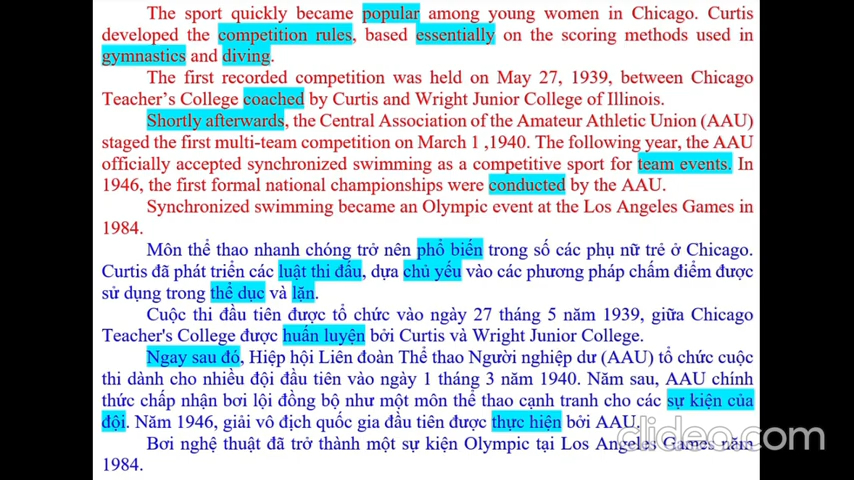 The sport quickly became popular among young women in Chicago. Curtis
developed the competition rules, based essentially on the scoring methods used in
gymnastics and diving.
The first recorded competition was held on May 27, 1939, between Chicago
Teacher’s College coached by Curtis and Wright Junior College of Illinois.
Shortly afterwards, the Central Association of the Amateur Athletic Union (AAU)
staged the first multi-team competition on March 1 ,1940. The following year, the AAU
officially accepted synchronized swimming as a competitive sport for team events. In
1946, the first formal national championships were conducted by the AAU.
Synchronized swimming became an Olympic event at the Los Angeles Games in
1984.
Môn thể thao nhanh chóng trở nên phổ biến trong số các phụ nữ trẻ ở Chicago.
Curtis đã phát triển các luật thi đấu, dựa chủ yếu vào các phương pháp chấm điểm được
sử dụng trong thể dục và lặn.
Cuộc thi đầu tiên được tổ chức vào ngày 27 tháng 5 năm 1939, giữa Chicago
Teacher's College được huấn luyện bởi Curtis và Wright Junior College.
Ngay sau đó, Hiệp hội Liên đoàn Thể thao Người nghiệp dư (AAU) tổ chức cuộc
thi dành cho nhiều đội đầu tiên vào ngày 1 tháng 3 năm 1940. Năm sau, AAU chính
thức chấp nhận bơi lội đồng bộ như một môn thể thao cạnh tranh cho các sự kiện của
đội. Năm 1946, giải vô địch quốc gia đầu tiên được thực hiện bởi AAU.
Bơi nghệ thuật đã trở thành một sự kiện Olympic tại Los Angeles Games năm
1984.
clideo.com